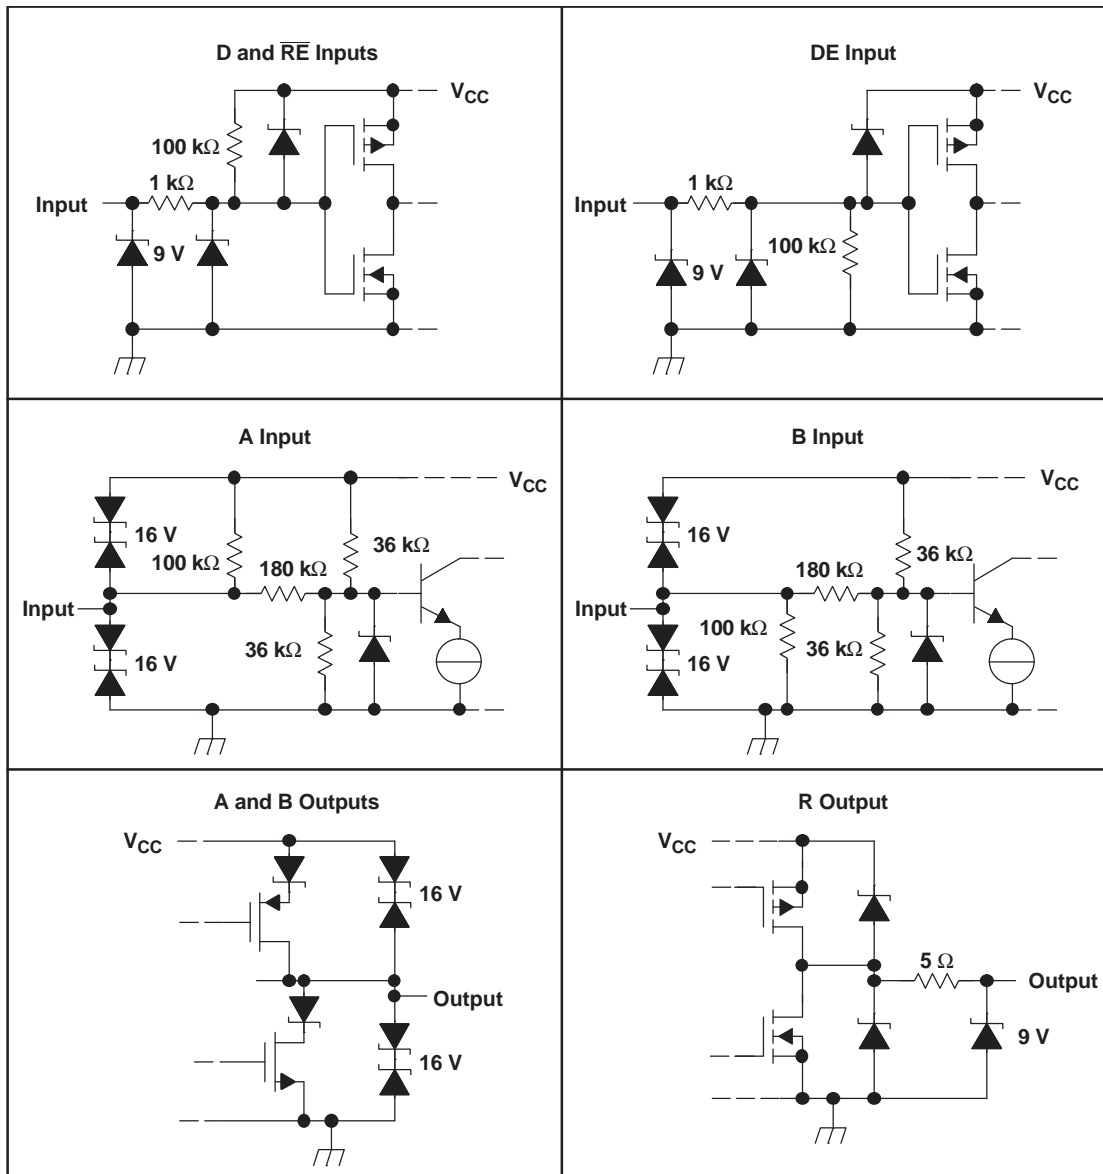 D and R̅E̅ Inputs
VCC
100 kΩ
1 kΩ
Input
9 V
DE Input
VCC
1 kΩ
Input
100 kΩ
9 V
A Input
VCC
16 V
36 kΩ
100 kΩ
180 kΩ
Input
36 kΩ
16 V
B Input
VCC
16 V
36 kΩ
180 kΩ
Input
100 kΩ
36 kΩ
16 V
A and B Outputs
VCC
16 V
Output
16 V
R Output
VCC
5 Ω
Output
9 V